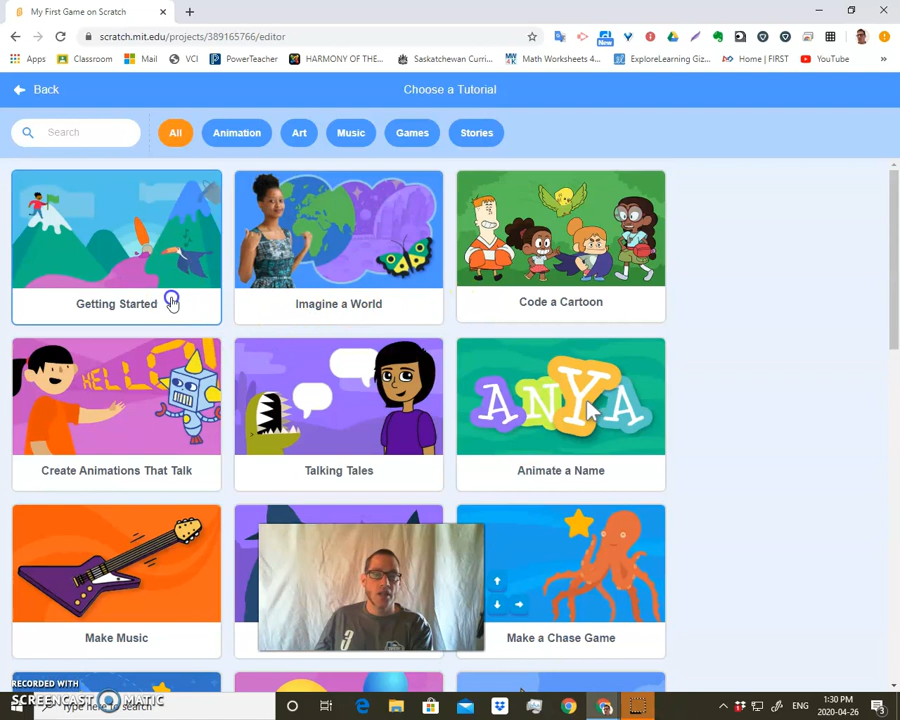 My First Game on Scratch
scratch.mit.edu/projects/389165766/editor
New
Apps
Classroom
Mail
VCI
PowerTeacher
HARMONY OF THE...
Saskatchewan Curri...
Math Worksheets 4...
ExploreLearning Giz...
Home | FIRST
YouTube
Back
Choose a Tutorial
Search
All
Animation
Art
Music
Games
Stories
Getting Started
Imagine a World
Code a Cartoon
HELLO
ANYA
Create Animations That Talk
Talking Tales
Animate a Name
3
Make Music
Make a Chase Game
RECORDED WITH
SCREENCAST MATIC
Type here to search
ENG
1:30 PM
2020-04-26
3